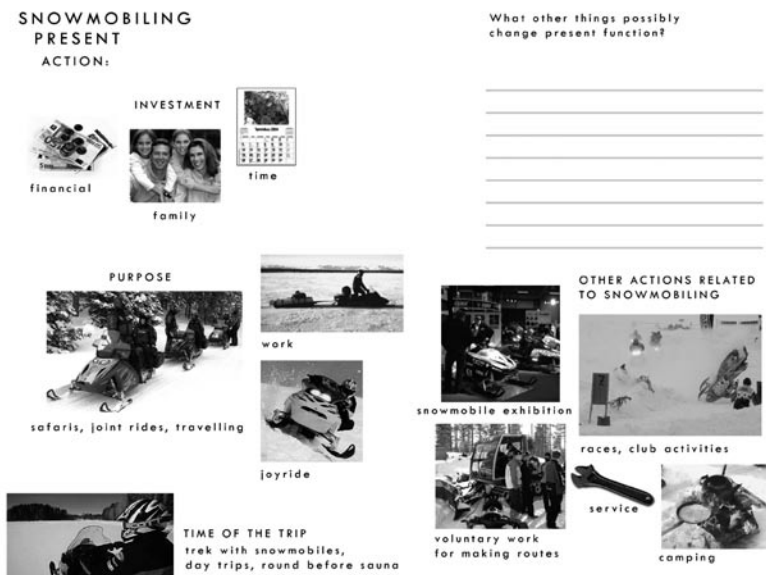 SNOWMOBILING
PRESENT
ACTION:
INVESTMENT
financial
family
time
PURPOSE
safaris, joint rides, travelling
work
joyride
TIME OF THE TRIP
trek with snowmobiles,
day trips, round before sauna
What other things possibly
change present function?
OTHER ACTIONS RELATED
TO SNOWMOBILING
snowmobile exhibition
races, club activities
voluntary work
for making routes
service
camping